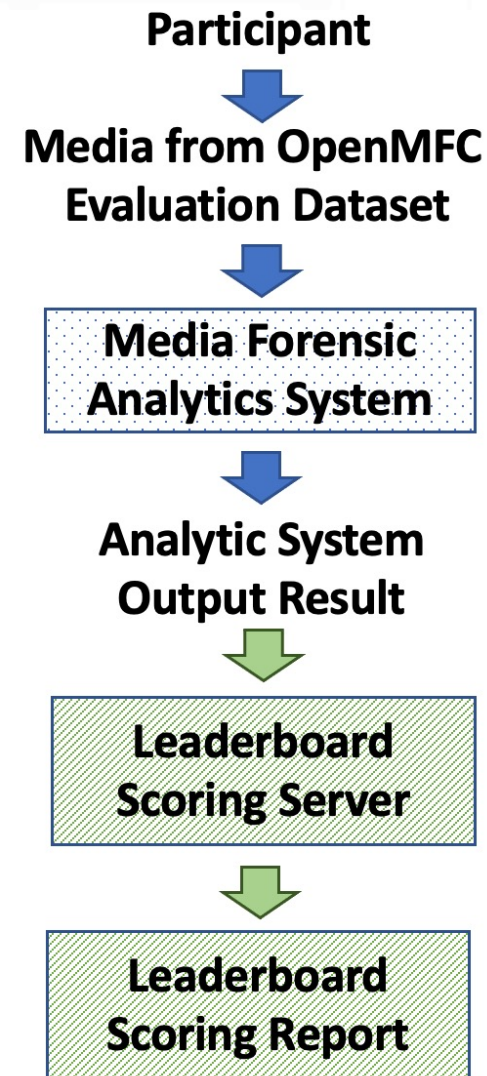 Participant
Media from OpenMFC
Evaluation Dataset
Media Forensic
Analytics System
Analytic System
Output Result
Leaderboard
Scoring Server
Leaderboard
Scoring Report